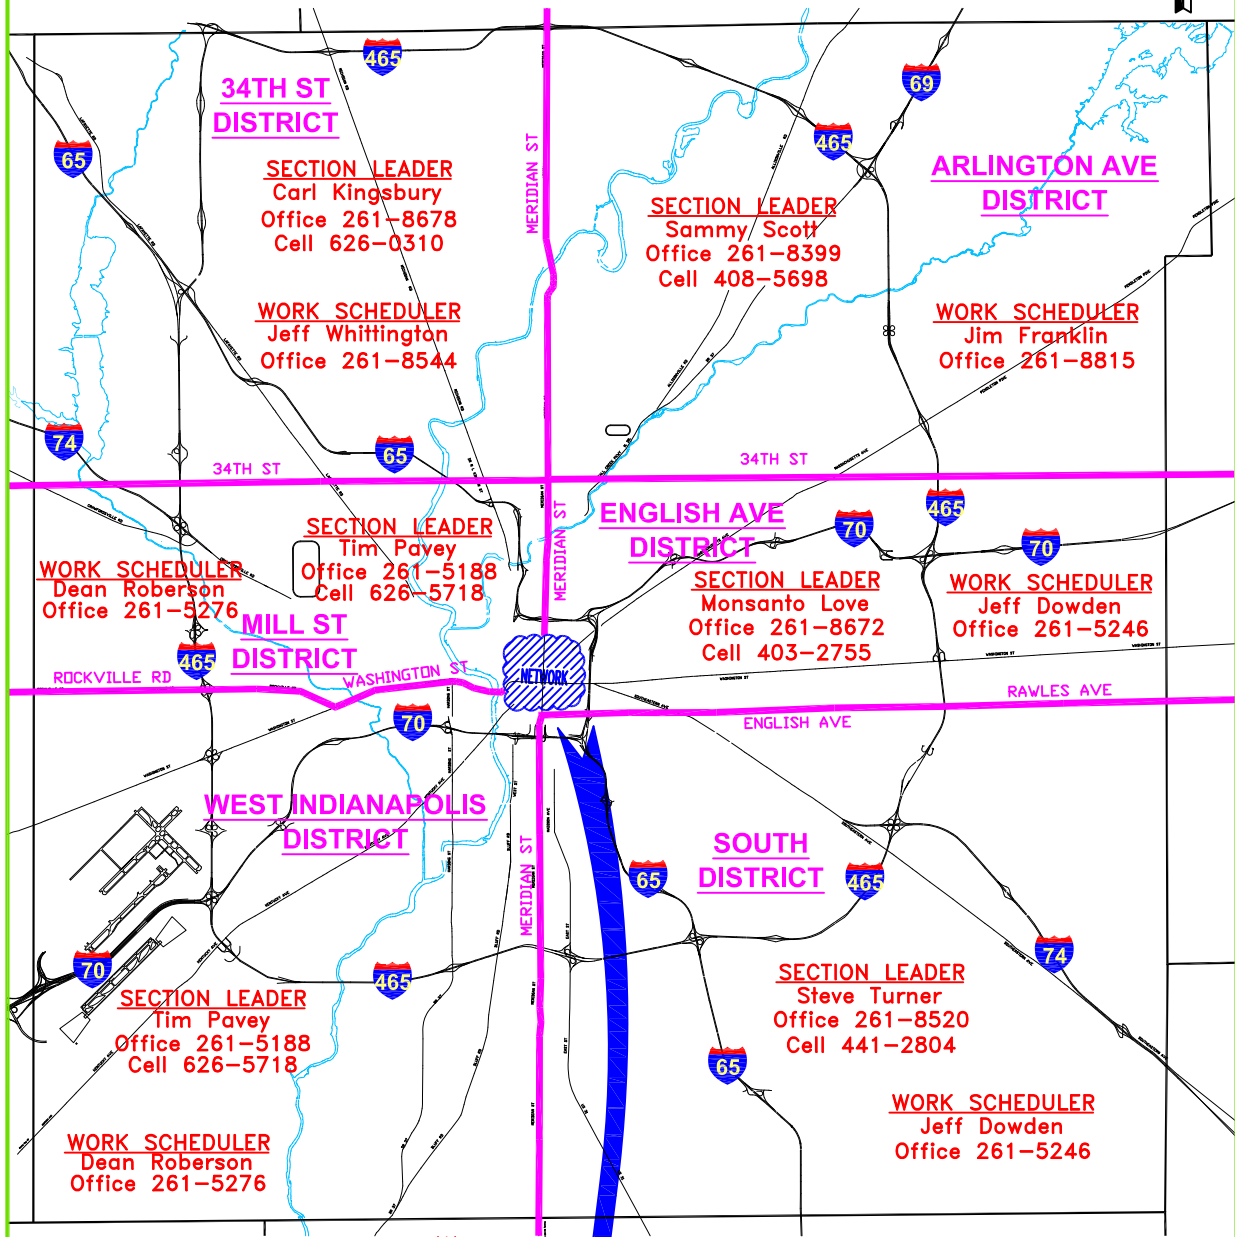 465
34TH ST
DISTRICT
69
65
465
MERIDIAN ST
ARLINGTON AVE
DISTRICT
SECTION LEADER
Carl Kingsbury
Office 261-8678
Cell 626-0310
SECTION LEADER
Sammy Scott
Office 261-8399
Cell 408-5698
WORK SCHEDULER
Jeff Whittington
Office 261-8544
WORK SCHEDULER
Jim Franklin
Office 261-8815
74
65
34TH ST
34TH ST
465
MERIDIAN ST
ENGLISH AVE
DISTRICT
70
70
SECTION LEADER
Tim Pavey
Office 261-5188
Cell 626-5718
WORK SCHEDULER
Dean Roberson
Office 261-5276
SECTION LEADER
Monsanto Love
Office 261-8672
Cell 403-2755
WORK SCHEDULER
Jeff Dowden
Office 261-5246
MILL ST
DISTRICT
465
ROCKVILLE RD
WASHINGTON ST
NETWORK
WASHINGTON ST
WASHINGTON ST
WASHINGTON ST
WASHINGTON ST
RAWLES AVE
ENGLISH AVE
70
WEST INDIANAPOLIS
DISTRICT
MERIDIAN ST
SOUTH
DISTRICT
65
465
70
465
74
SECTION LEADER
Tim Pavey
Office 261-5188
Cell 626-5718
SECTION LEADER
Steve Turner
Office 261-8520
Cell 441-2804
65
WORK SCHEDULER
Jeff Dowden
Office 261-5246
WORK SCHEDULER
Dean Roberson
Office 261-5276